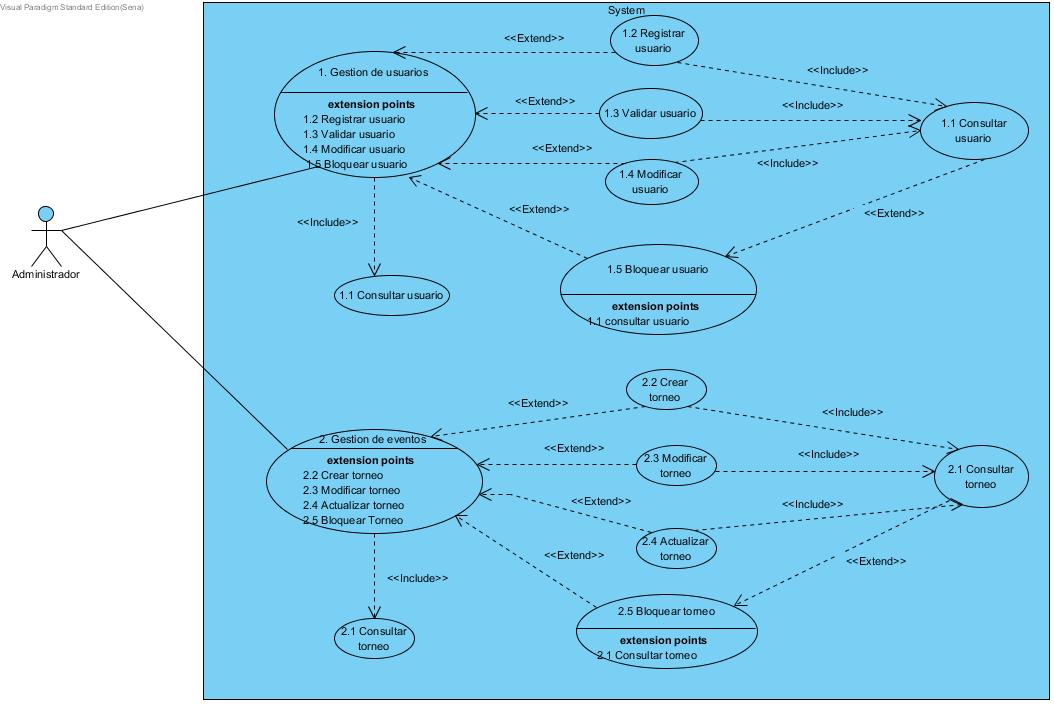 Visual Paradigm Standard Edition(Sena)
System
<<Extend>>
1.2 Registrar
usuario
<<Include>>
1. Gestion de usuarios
extension points
1.2 Registrar usuario
1.3 Validar usuario
1.4 Modificar usuario
1.5 Bloquear usuario
<<Extend>>
1.3 Validar usuario
<<Include>>
1.1 Consultar
usuario
<<Extend>>
1.4 Modificar
usuario
<<Include>>
<<Extend>>
<<Extend>>
<<Include>>
Administrador
1.1 Consultar usuario
1.5 Bloquear usuario
extension points
1.1 consultar usuario
2.2 Crear
torneo
<<Extend>>
<<Include>>
2. Gestion de eventos
extension points
2.2 Crear torneo
2.3 Modificar torneo
2.4 Actualizar torneo
2.5 Bloquear Torneo
<<Extend>>
2.3 Modificar
torneo
<<Include>>
2.1 Consultar
torneo
<<Extend>>
<<Include>>
2.4 Actualizar
torneo
<<Extend>>
<<Extend>>
<<Include>>
2.1 Consultar
torneo
2.5 Bloquear torneo
extension points
2.1 Consultar torneo